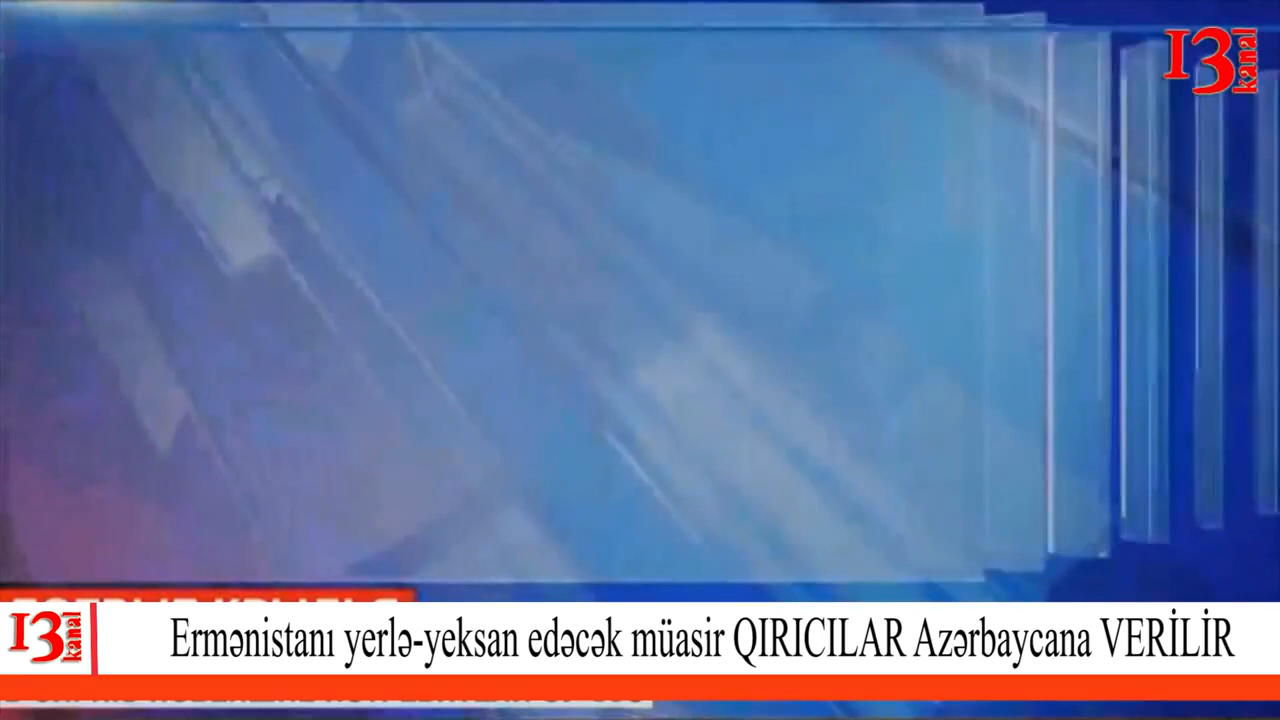 13 kanal
13 kanal
Ermənistanı yerlə-yeksan edəcək müasir QIRICILAR Azərbaycana VERİLİR